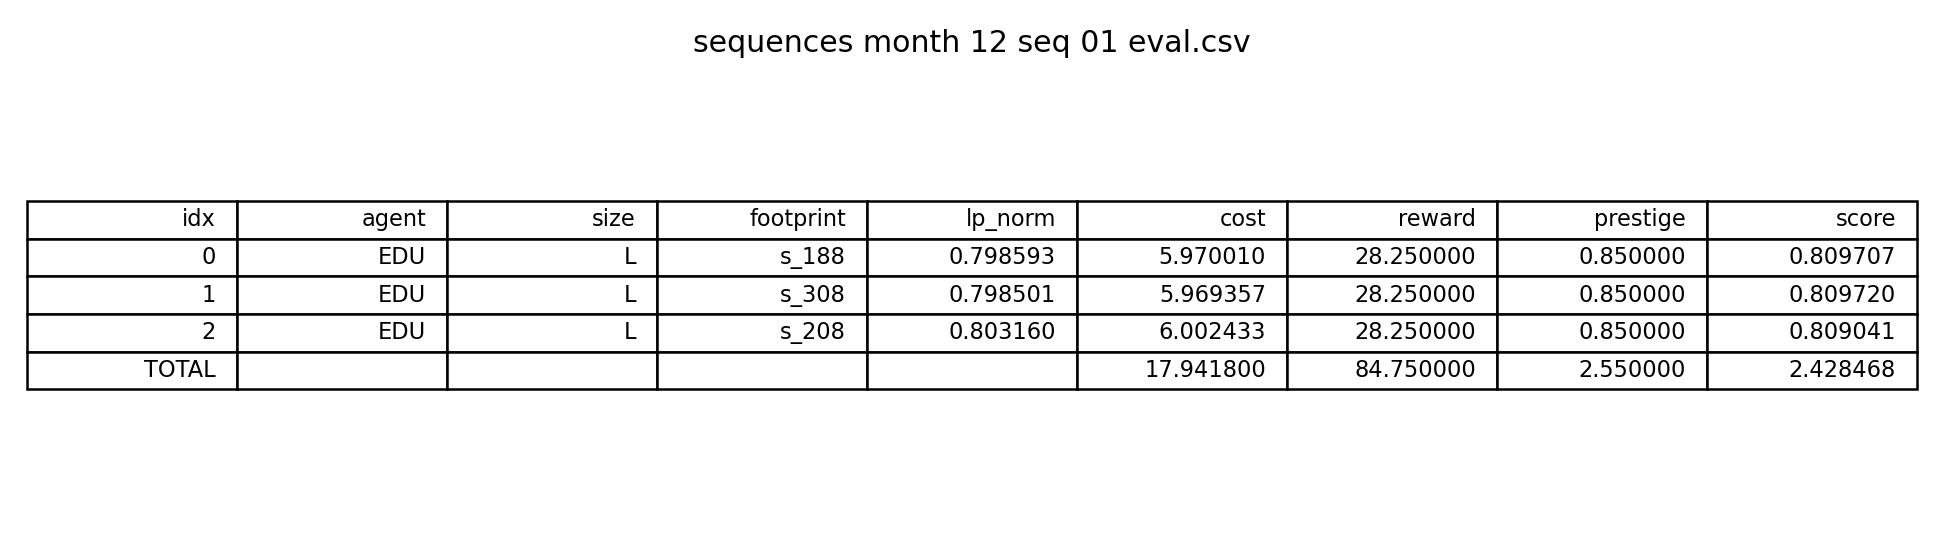 sequences month 12 seq 01 eval.csv
idx agent size footprint lp_norm cost reward prestige score
0 EDU L s_188 0.798593 5.970010 28.250000 0.850000 0.809707
1 EDU L s_308 0.798501 5.969357 28.250000 0.850000 0.809720
2 EDU L s_208 0.803160 6.002433 28.250000 0.850000 0.809041
TOTAL 17.941800 84.750000 2.550000 2.428468